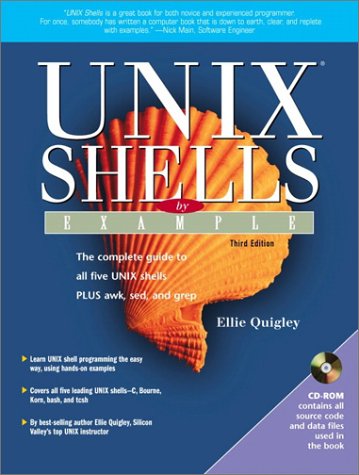 "UNIX Shells is a great book for both novice and experienced programmer.
For once, somebody has written a computer book that is down to earth, clear, and replete
with examples."—Nick Main, Software Engineer
UNIX®
SHELLS
by
EXAMPLE
Third Edition
The complete guide to
all five UNIX shells
PLUS awk, sed, and grep
Ellie Quigley
Learn UNIX shell programming the easy
way, using hands-on examples
Covers all five leading UNIX shells—C, Bourne,
Korn, bash, and tcsh
By best-selling author Ellie Quigley, Silicon
Valley's top UNIX instructor
CD-ROM
contains all
source code
and data files
used in
the book